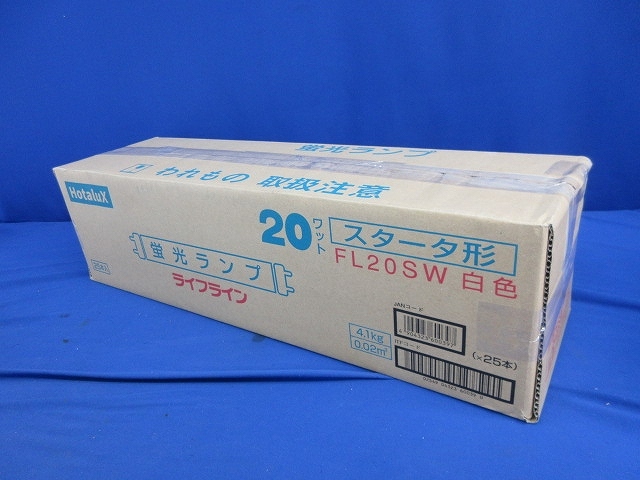 蛍光ランプ
われもの 取扱注意
HotaluX
20ワット
スタータ形
FL20SW 白色
蛍光ランプ
ライフライン
4.1kg
0.02m³
JANコード
ITFコード
(×25本)